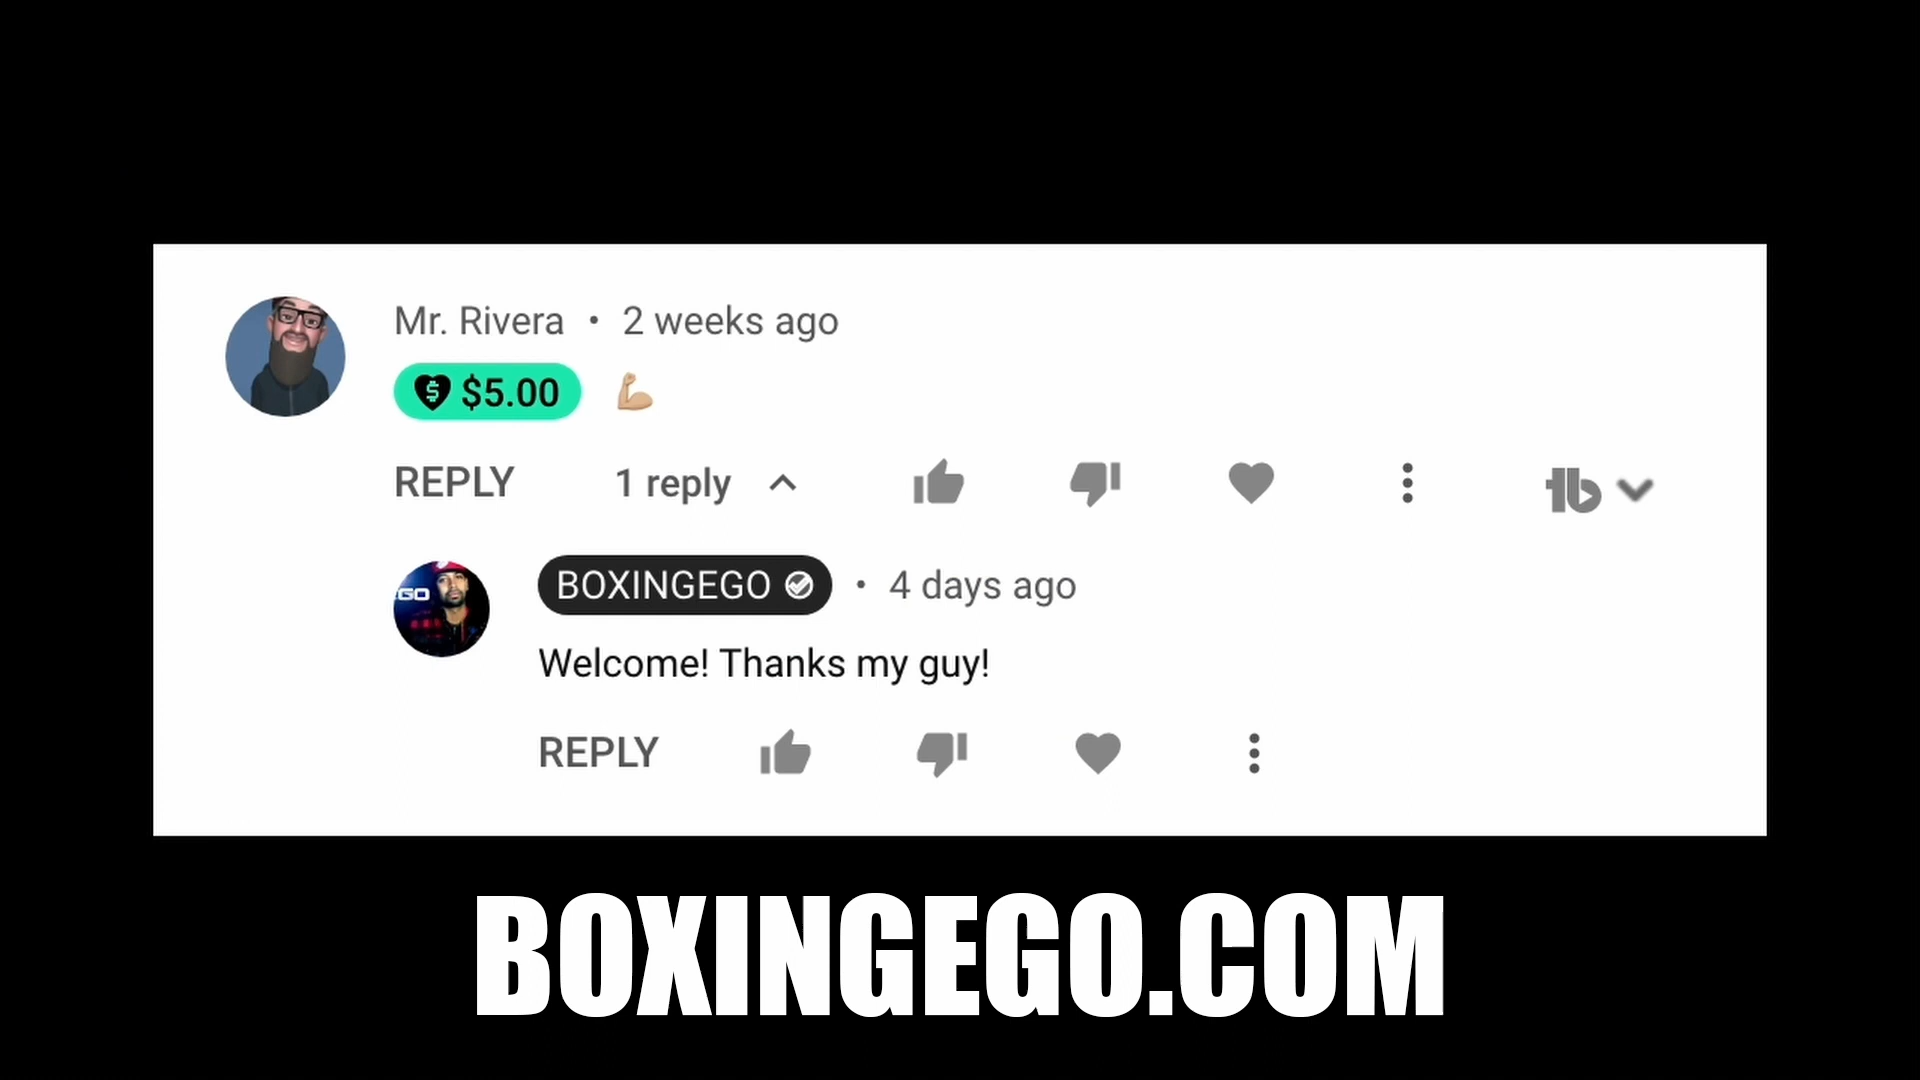 Mr. Rivera • 2 weeks ago
$5.00 💪🏼
REPLY 1 reply
GO
BOXINGEGO • 4 days ago
Welcome! Thanks my guy!
REPLY
BOXINGEGO.COM